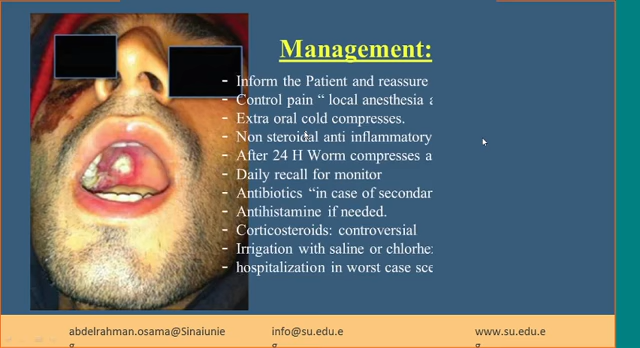 Management:
- Inform the Patient and reassure
- Control pain “ local anesthesia a
- Extra oral cold compresses.
- Non steroidal anti inflammatory
- After 24 H Worm compresses a
- Daily recall for monitor
- Antibiotics “in case of secondar
- Antihistamine if needed.
- Corticosteroids: controversial
- Irrigation with saline or chlorhe
- hospitalization in worst case sce
abdelrahman.osama@Sinaiunie
g
info@su.edu.e
g
www.su.edu.e
g